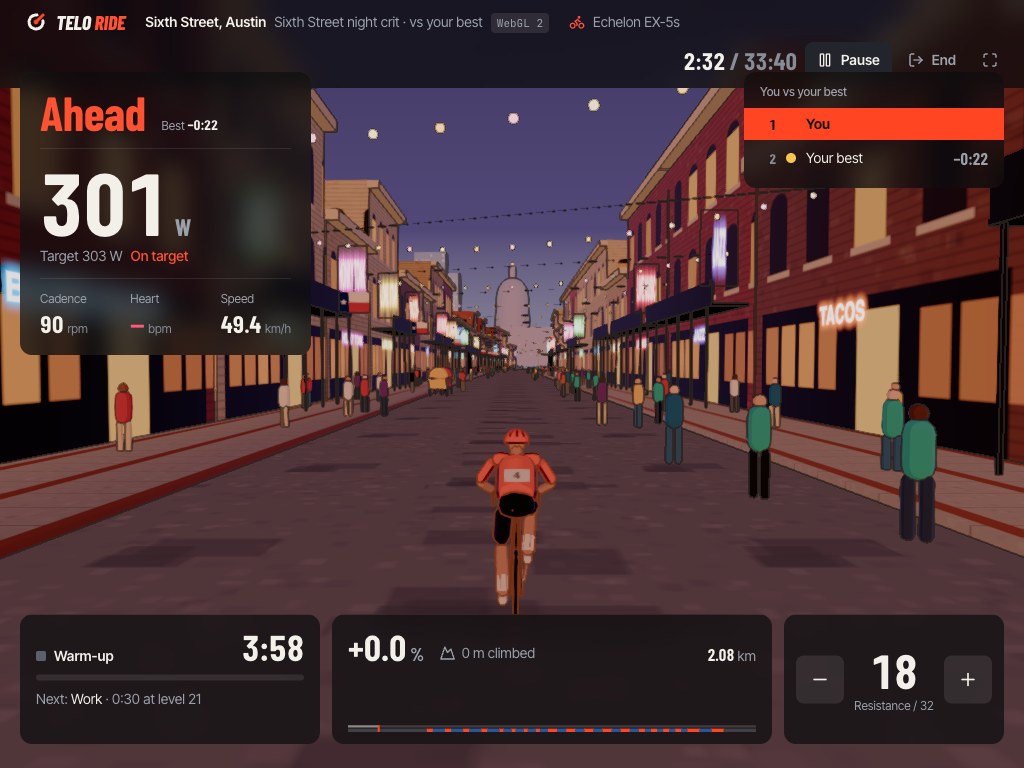 TELO RIDE Sixth Street, Austin Sixth Street night crit · vs your best WebGL 2 Echelon EX-5s
2:32 / 33:40 Pause End
Ahead Best −0:22
301 W
Target 303 W On target
Cadence Heart Speed
90 rpm – bpm 49.4 km/h
You vs your best
1 You
2 Your best −0:22
TACOS
4
Warm-up 3:58
Next: Work · 0:30 at level 21
+0.0 % 0 m climbed 2.08 km
− 18 +
Resistance / 32